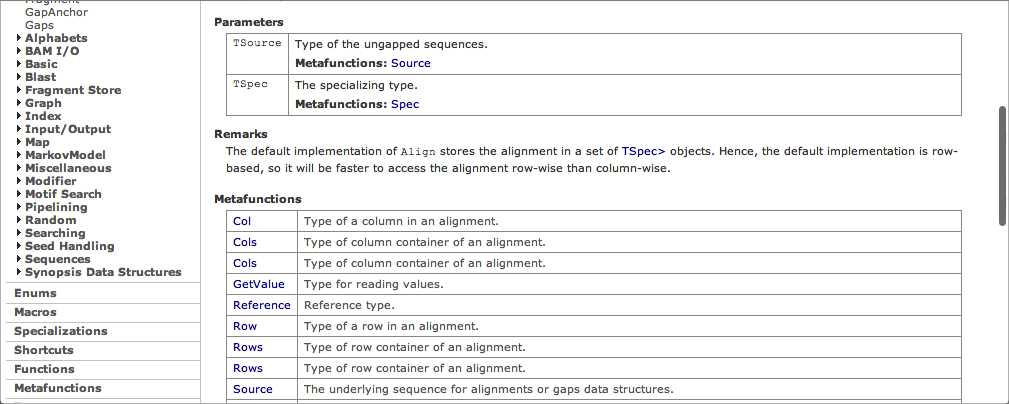 Fragment
GapAnchor
Gaps
Alphabets
BAM I/O
Basic
Blast
Fragment Store
Graph
Index
Input/Output
Map
MarkovModel
Miscellaneous
Modifier
Motif Search
Pipelining
Random
Searching
Seed Handling
Sequences
Synopsis Data Structures
Enums
Macros
Specializations
Shortcuts
Functions
Metafunctions
Parameters
TSource Type of the ungapped sequences.
Metafunctions: Source
TSpec The specializing type.
Metafunctions: Spec
Remarks
The default implementation of Align stores the alignment in a set of TSpec> objects. Hence, the default implementation is row-
based, so it will be faster to access the alignment row-wise than column-wise.
Metafunctions
Col Type of a column in an alignment.
Cols Type of column container of an alignment.
Cols Type of column container of an alignment.
GetValue Type for reading values.
Reference Reference type.
Row Type of a row in an alignment.
Rows Type of row container of an alignment.
Rows Type of row container of an alignment.
Source The underlying sequence for alignments or gaps data structures.